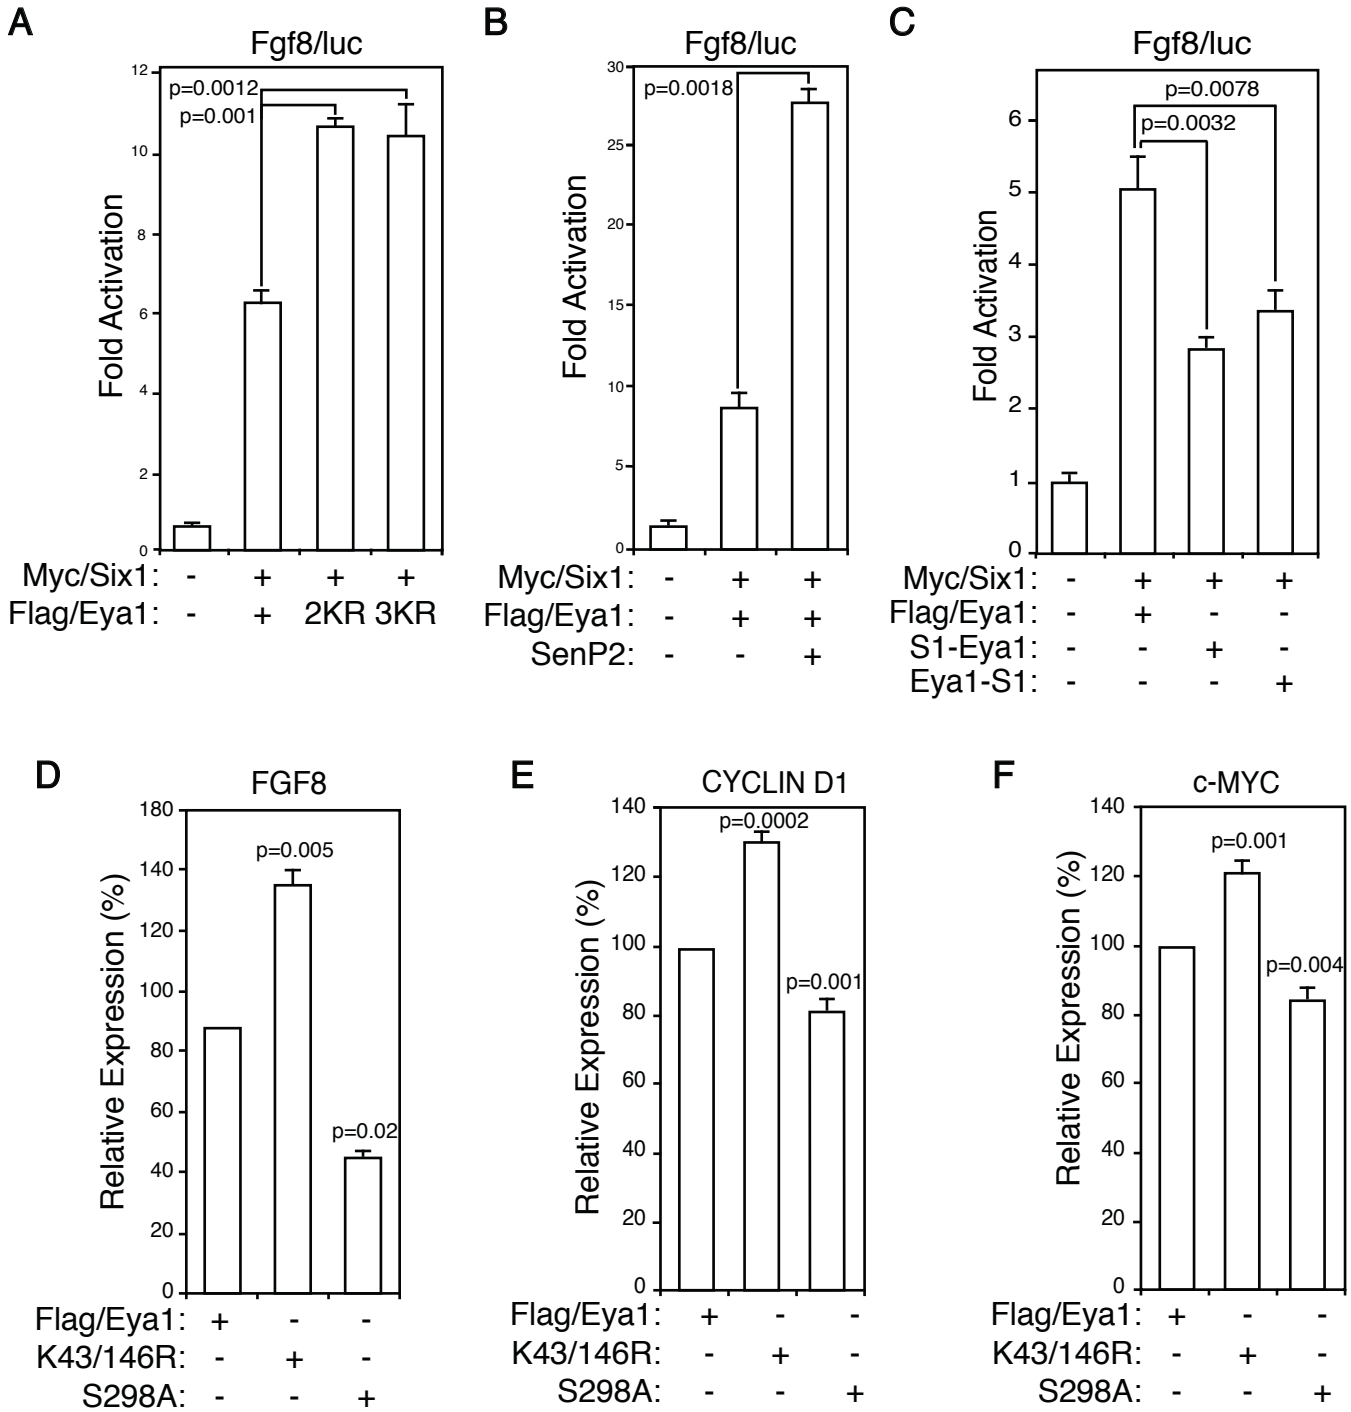 A
Fgf8/luc
Fold Activation
12
10
8
6
4
2
0
p=0.0012
p=0.001
Myc/Six1: - + + +
Flag/Eya1: - + 2KR 3KR
B
Fgf8/luc
Fold Activation
30
25
20
15
10
5
0
p=0.0018
Myc/Six1: - + +
Flag/Eya1: - + +
SenP2: - - +
C
Fgf8/luc
Fold Activation
6
5
4
3
2
1
0
p=0.0078
p=0.0032
Myc/Six1: - + + +
Flag/Eya1: - + - -
S1-Eya1: - - + -
Eya1-S1: - - - +
D
FGF8
Relative Expression (%)
180
140
120
100
80
60
40
20
0
p=0.005
p=0.02
Flag/Eya1: + - -
K43/146R: - + -
S298A: - - +
E
CYCLIN D1
Relative Expression (%)
140
120
100
80
60
40
20
0
p=0.0002
p=0.001
Flag/Eya1: + - -
K43/146R: - + -
S298A: - - +
F
c-MYC
Relative Expression (%)
140
120
100
80
60
40
20
0
p=0.001
p=0.004
Flag/Eya1: + - -
K43/146R: - + -
S298A: - - +